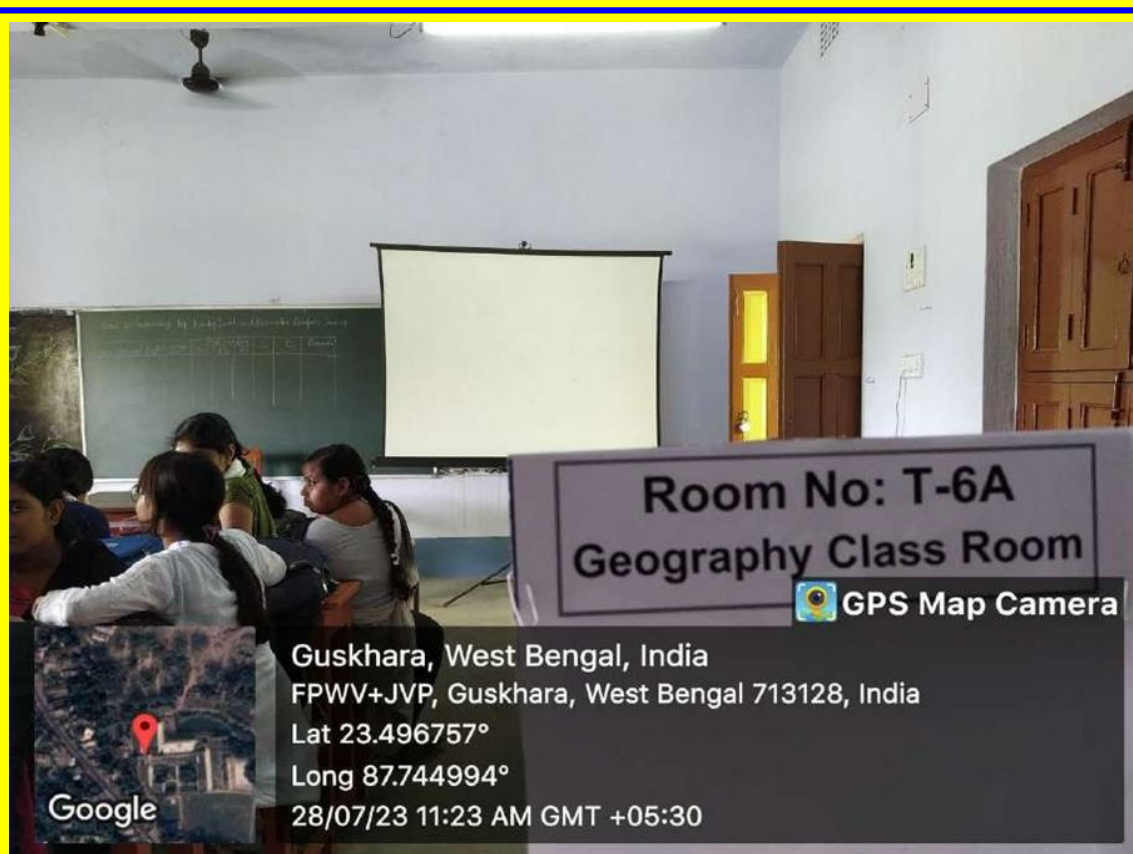 Room No: T-6A
Geography Class Room
GPS Map Camera
Guskhara, West Bengal, India
FPWV+JVP, Guskhara, West Bengal 713128, India
Lat 23.496757°
Long 87.744994°
28/07/23 11:23 AM GMT +05:30
Google